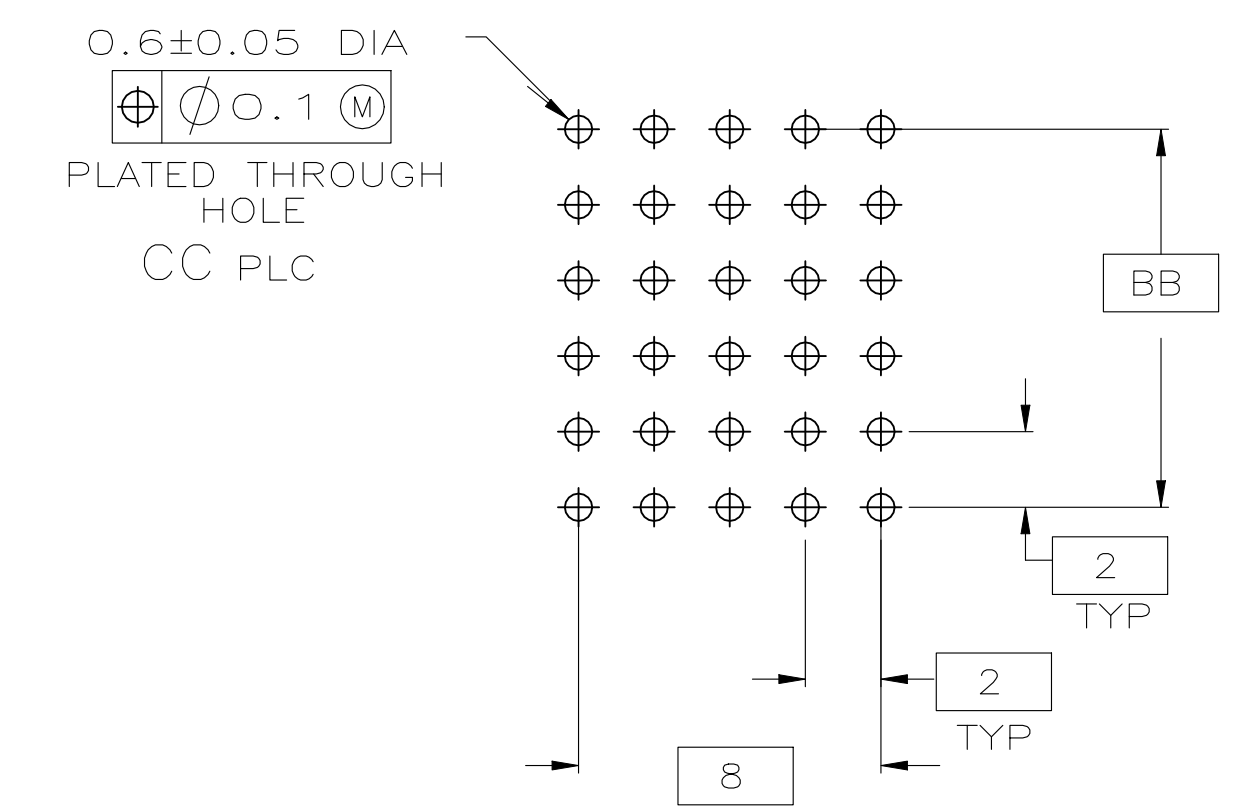 0.6±0.05 DIA
⌖ ⌀0.1 Ⓜ
PLATED THROUGH
HOLE
CC PLC
BB
2
TYP
2
TYP
8